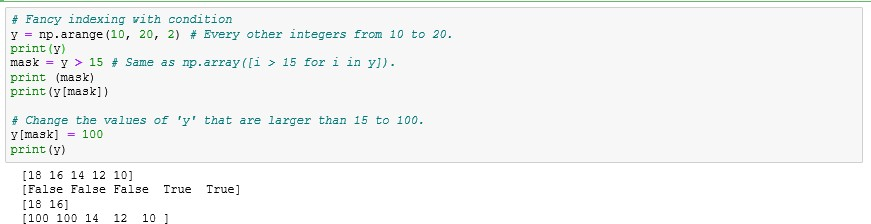 # Fancy indexing with condition
y = np.arange(10, 20, 2) # Every other integers from 10 to 20.
print(y)
mask = y > 15 # Same as np.array([i > 15 for i in y]).
print (mask)
print(y[mask])
# Change the values of 'y' that are larger than 15 to 100.
y[mask] = 100
print(y)
[18 16 14 12 10]
[False False False  True  True]
[18 16]
[100 100 14  12  10 ]